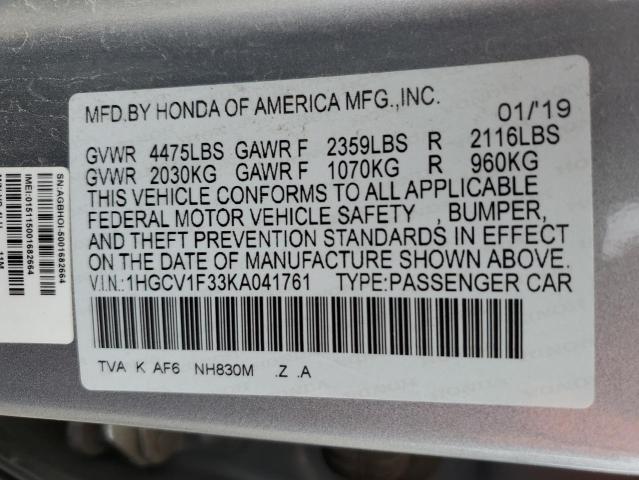 MFD.BY HONDA OF AMERICA MFG.,INC. 01/'19
GVWR 4475LBS GAWR F 2359LBS R 2116LBS
GVWR 2030KG GAWR F 1070KG R 960KG
THIS VEHICLE CONFORMS TO ALL APPLICABLE
FEDERAL MOTOR VEHICLE SAFETY , BUMPER,
AND THEFT PREVENTION STANDARDS IN EFFECT
ON THE DATE OF MANUFACTURE SHOWN ABOVE.
V.I.N.:1HGCV1F33KA041761 TYPE:PASSENGER CAR
TVA K AF6 NH830M .Z .A
SN:AGBHOI-5001682664
IMEI:015115001682664
11M